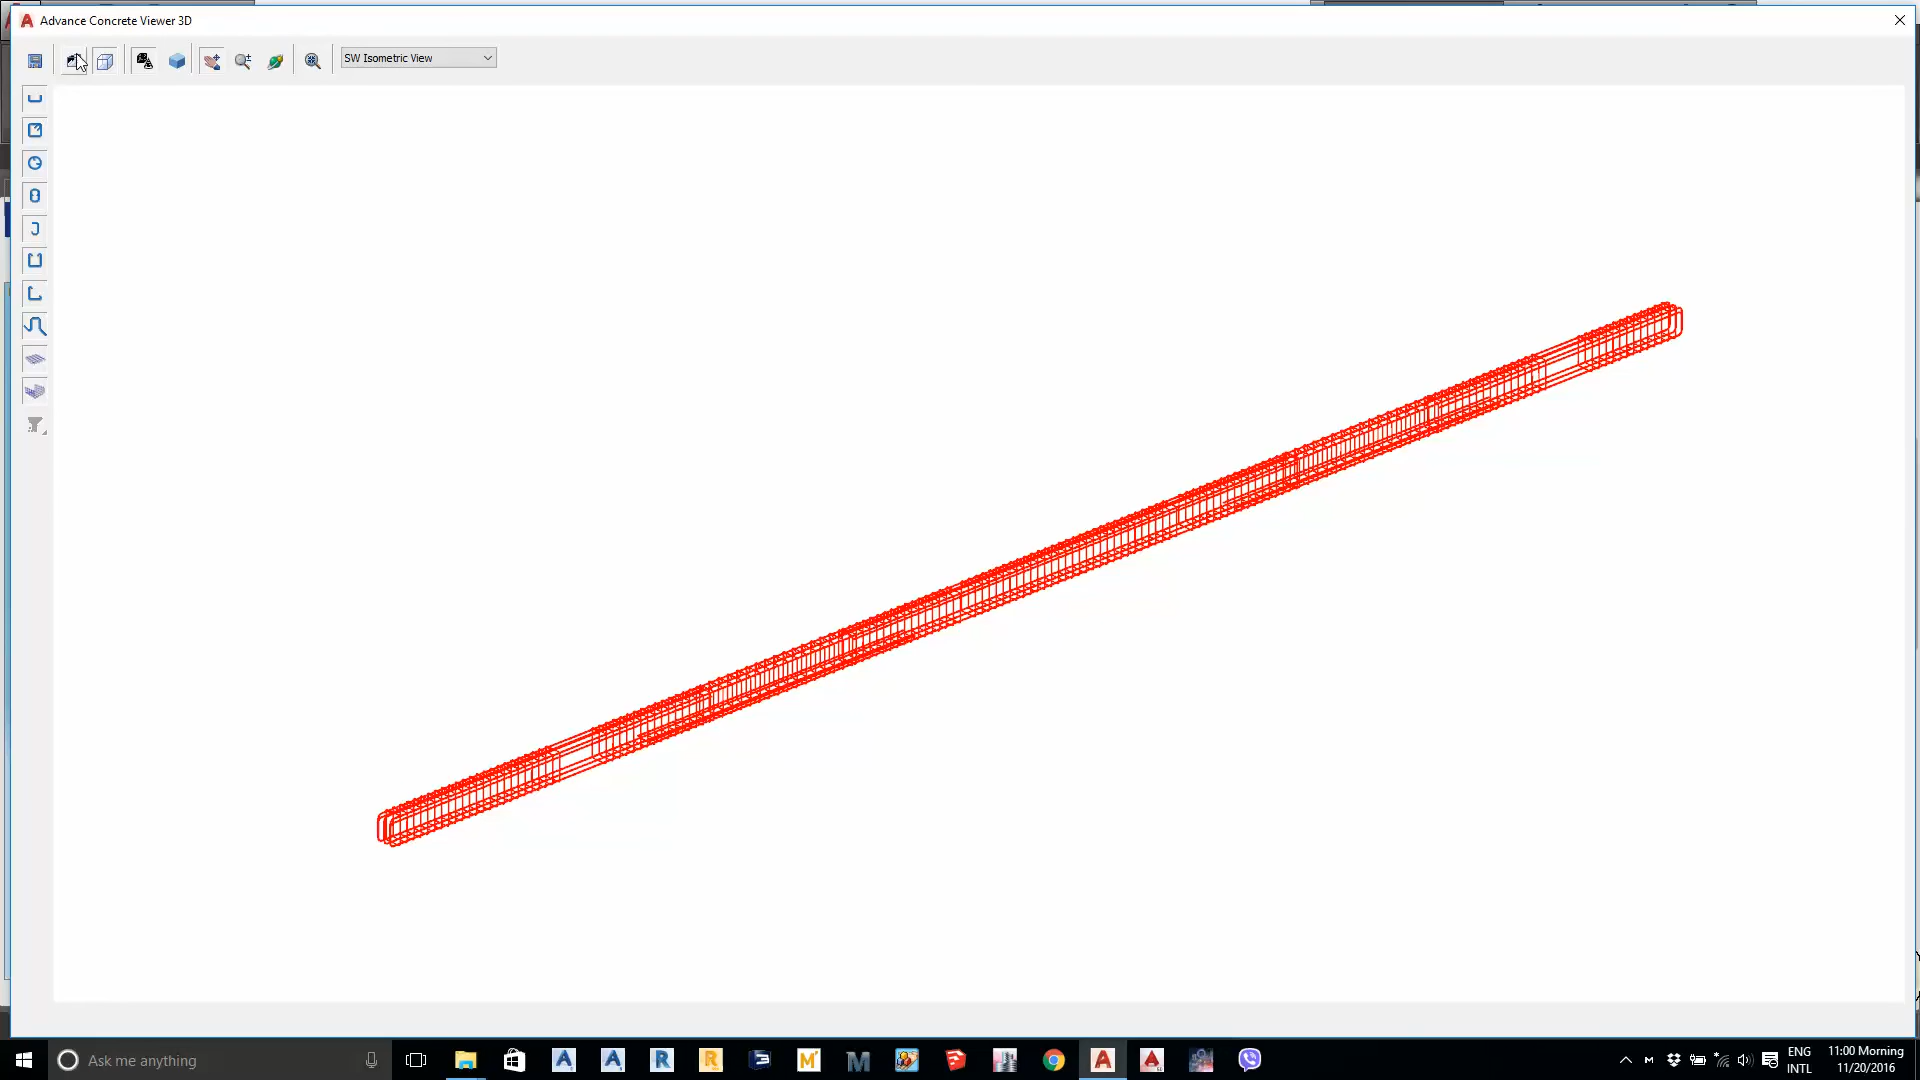 Advance Concrete Viewer 3D
SW Isometric View
Ask me anything
ENG
INTL
11:00 Morning
11/20/2016